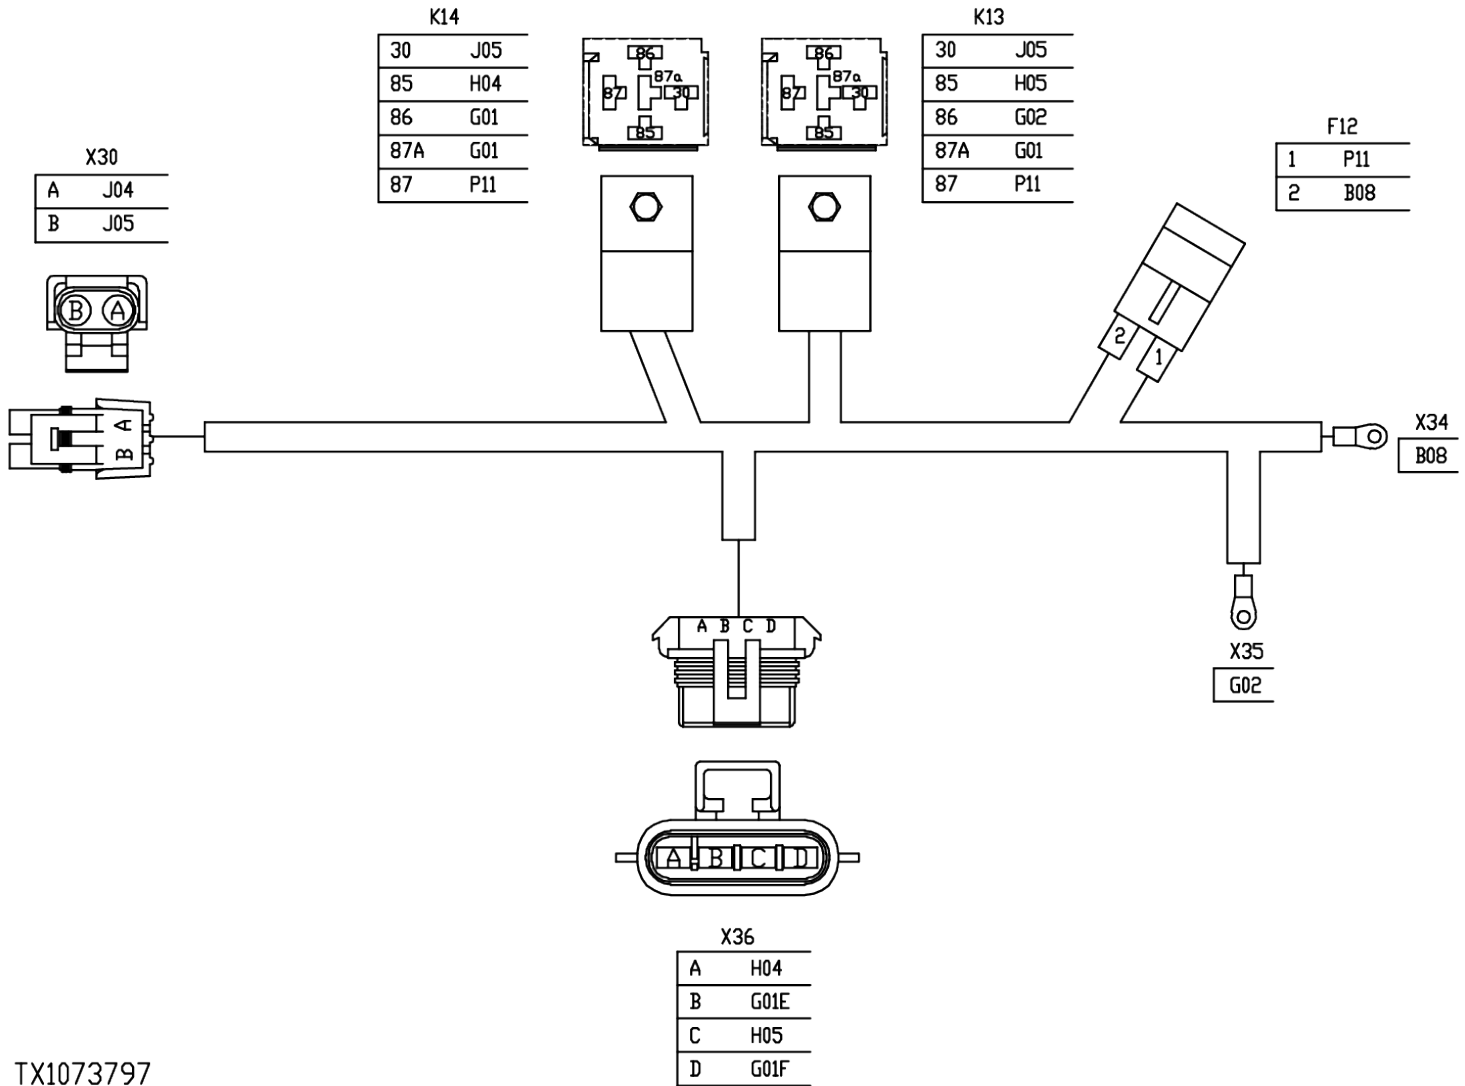 K14
30 J05
85 H04
86 G01
87A G01
87 P11
86
87a
87
30
85
86
87a
87
30
85
K13
30 J05
85 H05
86 G02
87A G01
87 P11
F12
1 P11
2 B08
X30
A J04
B J05
B A
A
B
2
1
X34
B08
X35
G02
A B C D
A B C D
X36
A H04
B G01E
C H05
D G01F
TX1073797